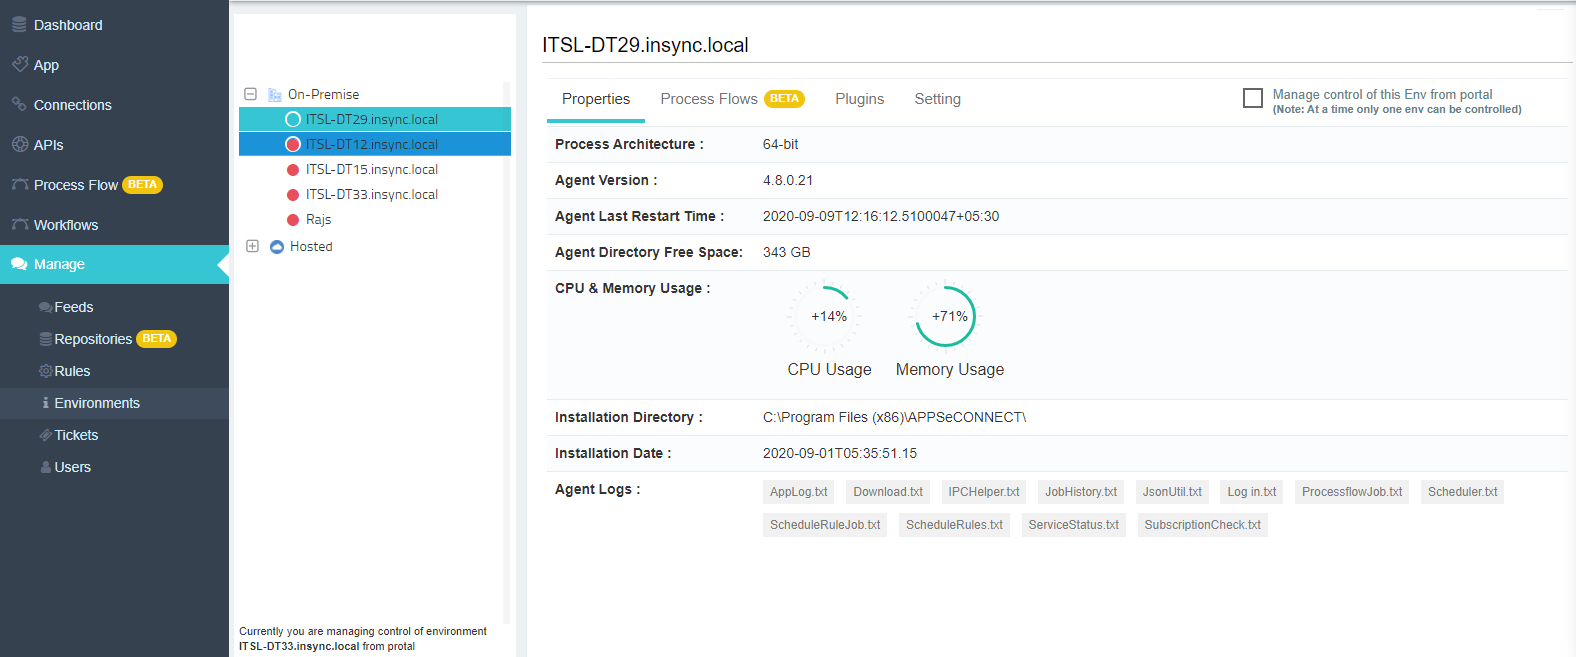 Dashboard
App
Connections
APIs
Process Flow BETA
Workflows
Manage
Feeds
Repositories BETA
Rules
Environments
Tickets
Users
On-Premise
ITSL-DT29.insync.local
ITSL-DT12.insync.local
ITSL-DT15.insync.local
ITSL-DT33.insync.local
Rajs
Hosted
Currently you are managing control of environment
ITSL-DT33.insync.local from protal
ITSL-DT29.insync.local
Properties Process Flows BETA Plugins Setting
Manage control of this Env from portal
(Note: At a time only one env can be controlled)
Process Architecture : 64-bit
Agent Version : 4.8.0.21
Agent Last Restart Time : 2020-09-09T12:16:12.5100047+05:30
Agent Directory Free Space: 343 GB
CPU & Memory Usage :
+14% +71%
CPU Usage Memory Usage
Installation Directory : C:\Program Files (x86)\APPSeCONNECT\
Installation Date : 2020-09-01T05:35:51.15
Agent Logs : AppLog.txt Download.txt IPCHelper.txt JobHistory.txt JsonUtil.txt Log in.txt ProcessflowJob.txt Scheduler.txt
ScheduleRuleJob.txt ScheduleRules.txt ServiceStatus.txt SubscriptionCheck.txt